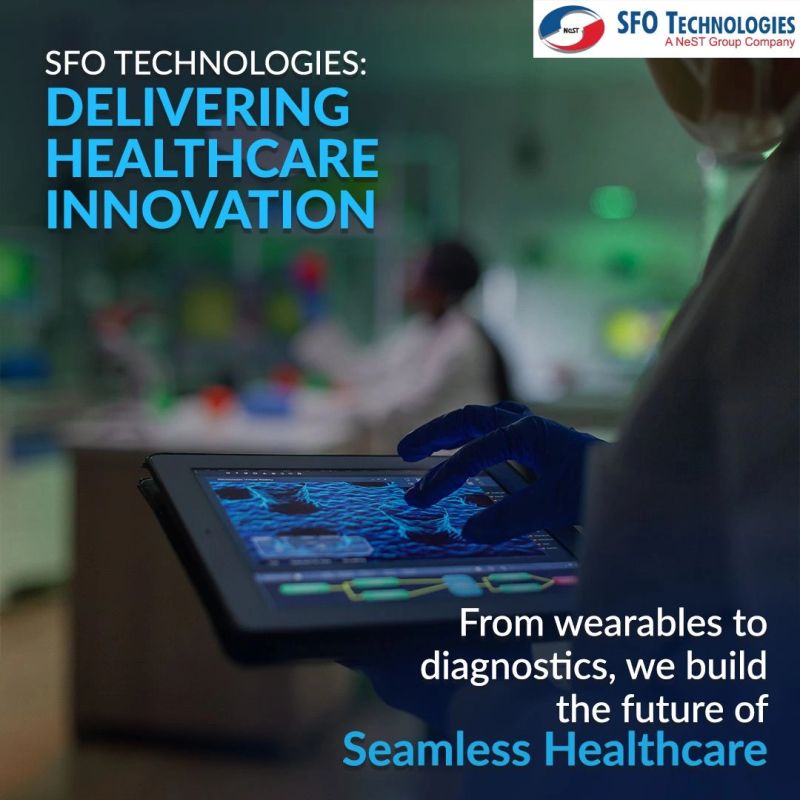 NeST
SFO TECHNOLOGIES
A NeST Group Company
SFO TECHNOLOGIES:
DELIVERING
HEALTHCARE
INNOVATION
From wearables to
diagnostics, we build
the future of
Seamless Healthcare